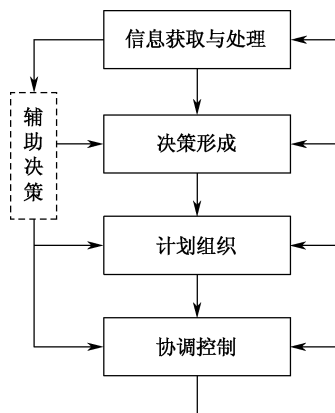 信息获取与处理
辅助决策
决策形成
计划组织
协调控制